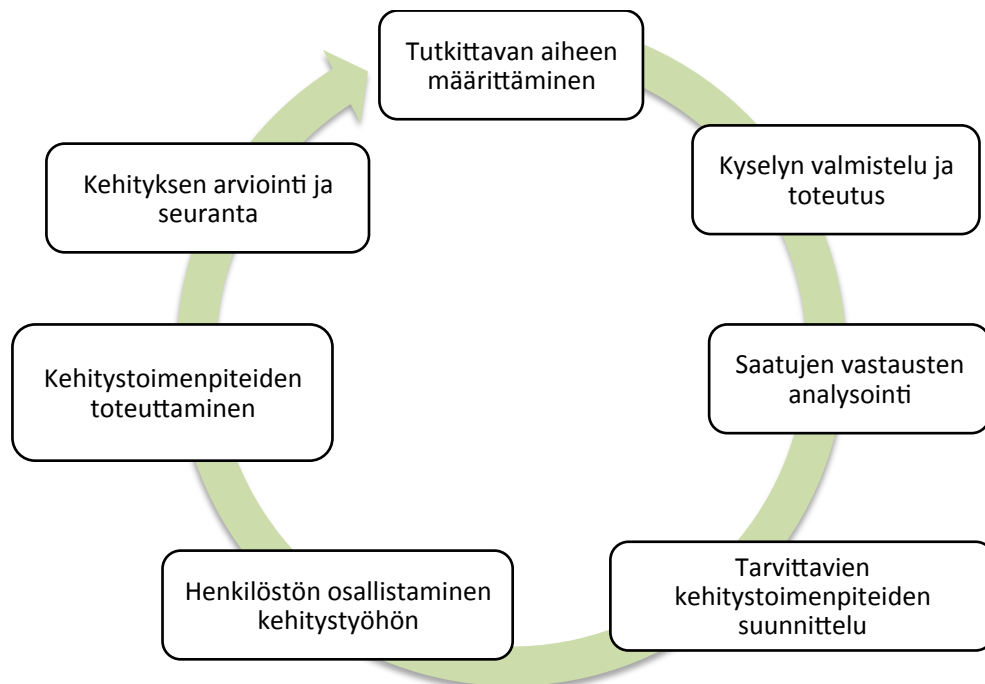 Tutkittavan aiheen
määrittäminen
Kyselyn valmistelu ja
toteutus
Saatujen vastausten
analysointi
Tarvittavien
kehitystoimenpiteiden
suunnittelu
Henkilöstön osallistaminen
kehitystyöhön
Kehitystoimenpiteiden
toteuttaminen
Kehityksen arviointi ja
seuranta